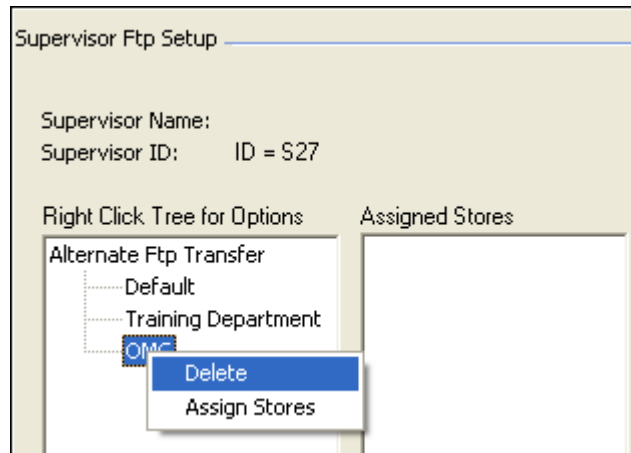 Supervisor Ftp Setup
Supervisor Name:
Supervisor ID: ID = S27
Right Click Tree for Options
Assigned Stores
Alternate Ftp Transfer
Default
Training Department
OMG
Delete
Assign Stores